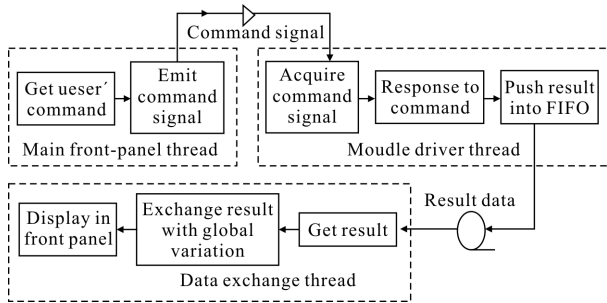 Command signal
Get ueser´
command
Emit
command
signal
Main front-panel thread
Acquire
command
signal
Response to
command
Push result
into FIFO
Moudle driver thread
Display in
front panel
Exchange result
with global
variation
Get result
Result data
Data exchange thread